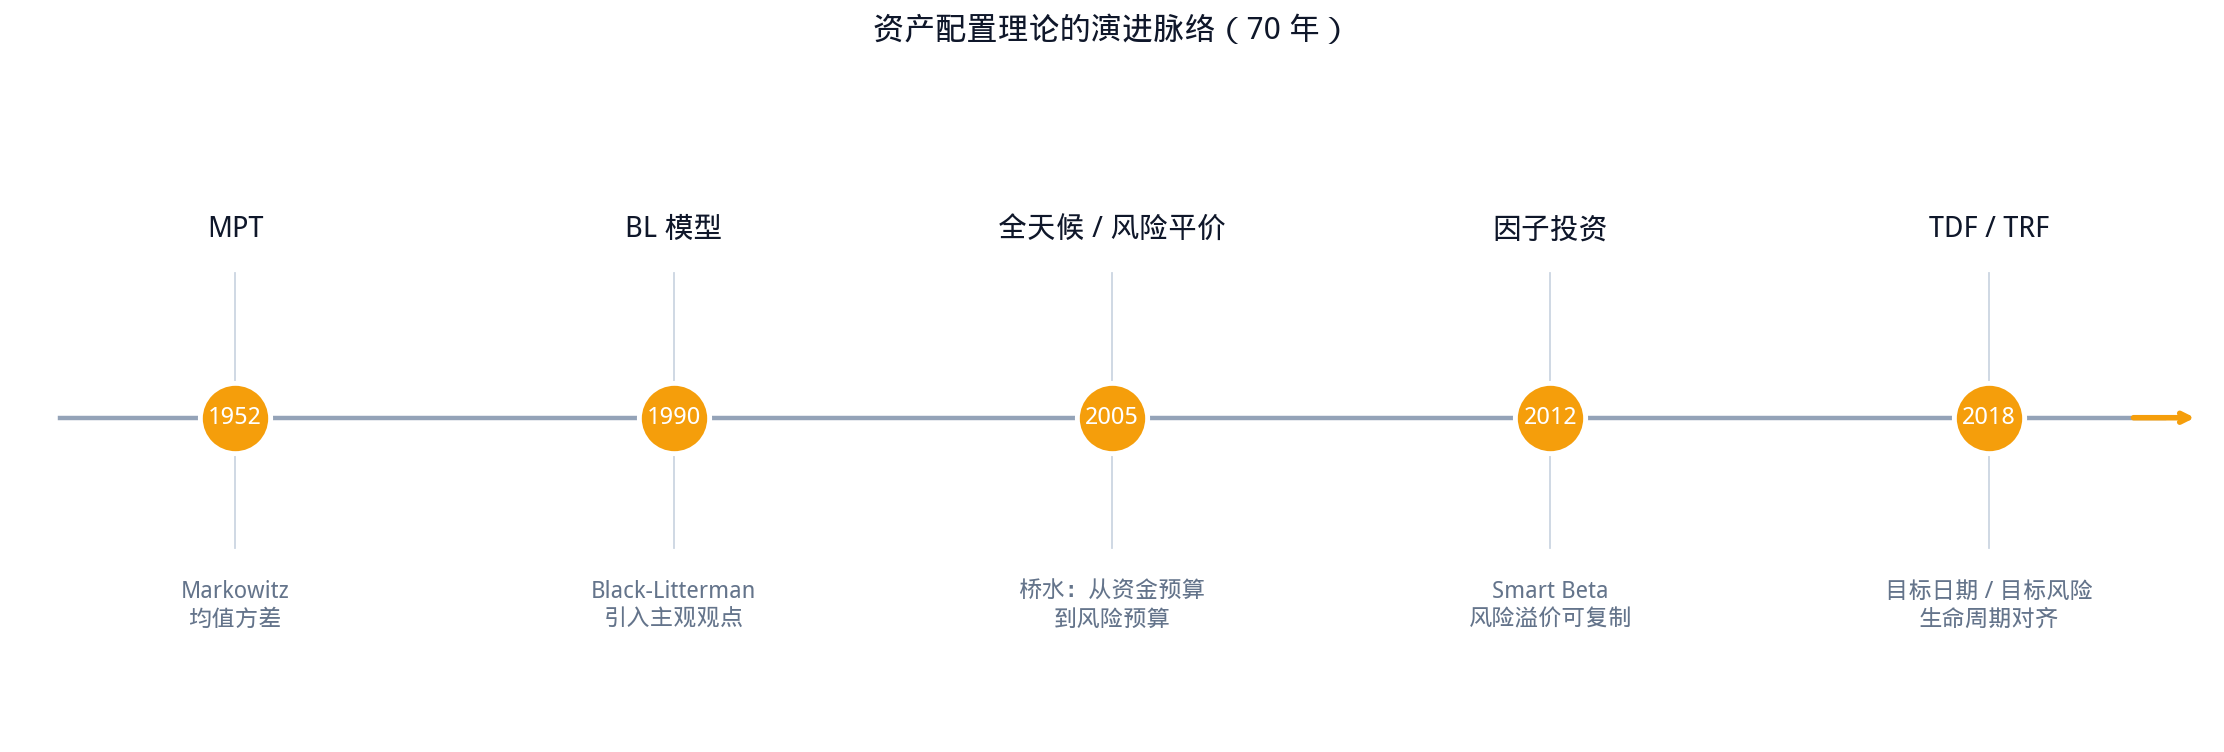 资产配置理论的演进脉络（70 年）
MPT
BL 模型
全天候 / 风险平价
因子投资
TDF / TRF
1952
1990
2005
2012
2018
Markowitz
均值方差
Black-Litterman
引入主观观点
桥水：从资金预算
到风险预算
Smart Beta
风险溢价可复制
目标日期 / 目标风险
生命周期对齐